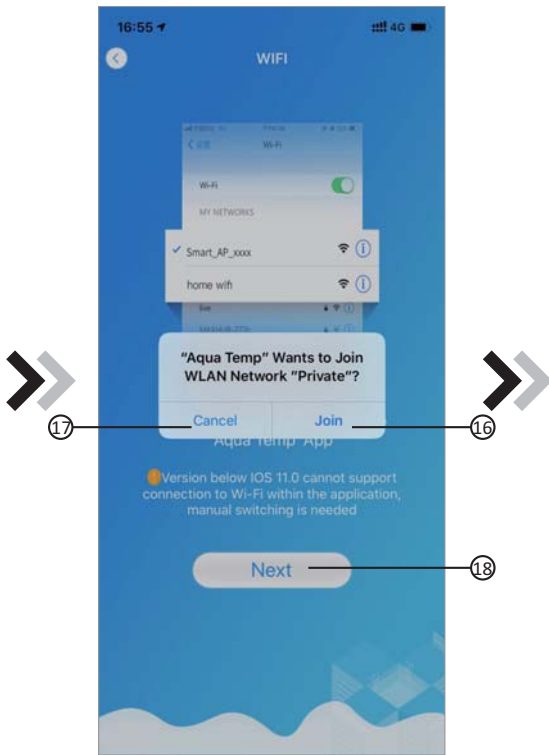 16:55 4G
WIFI
Wi-Fi
Wi-Fi
MY NETWORKS
Smart_AP_xxxx
home wifi
"Aqua Temp" Wants to Join
WLAN Network "Private"?
17 Cancel Join 16
Aqua Temp App
!Version below IOS 11.0 cannot support
connection to Wi-Fi within the application,
manual switching is needed
Next 18